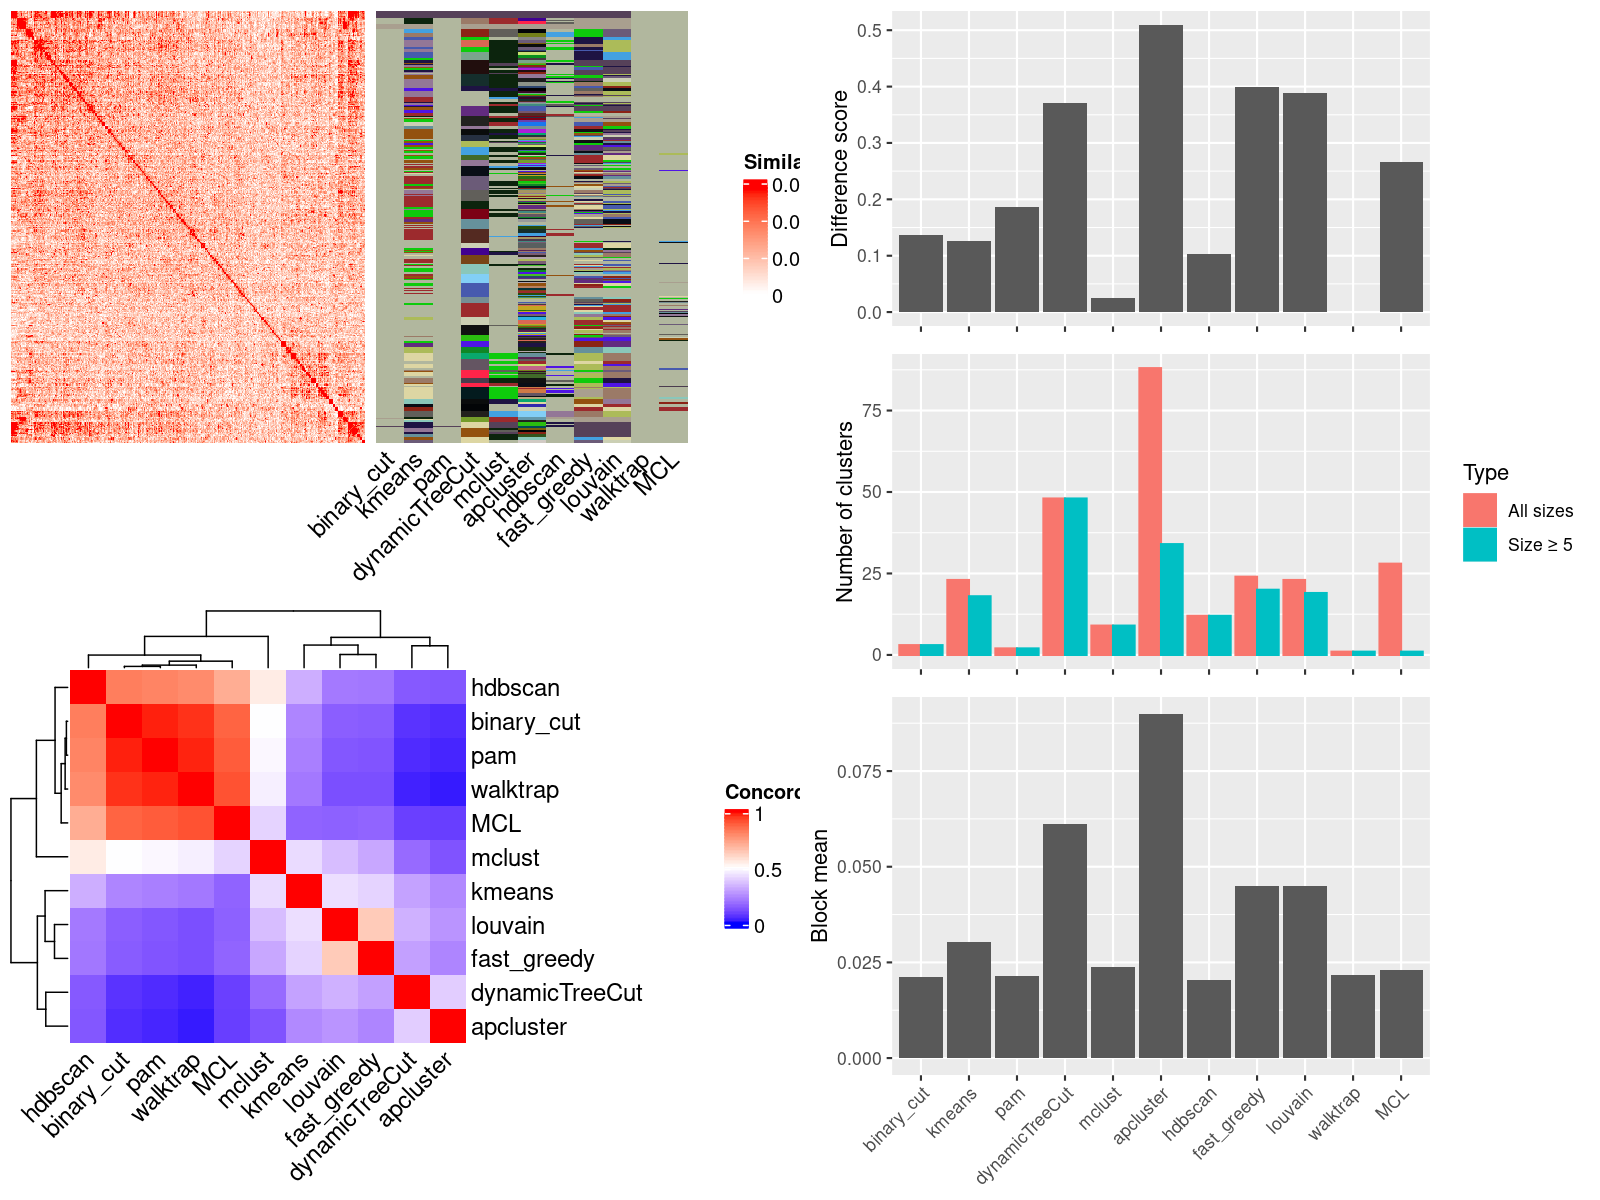 Simila
0.0
0.0
0.0
0
binary_cut
kmeans
pam
dynamicTreeCut
mclust
apcluster
hdbscan
fast_greedy
louvain
walktrap
MCL
hdbscan
binary_cut
pam
walktrap
MCL
mclust
kmeans
louvain
fast_greedy
dynamicTreeCut
apcluster
hdbscan
binary_cut
pam
walktrap
MCL
mclust
kmeans
louvain
fast_greedy
dynamicTreeCut
apcluster
Concord
1
0.5
0
Difference score
0.5
0.4
0.3
0.2
0.1
0.0
Number of clusters
75
50
25
0
Type
All sizes
Size ≥ 5
Block mean
0.075
0.050
0.025
0.000
binary_cut
kmeans
pam
dynamicTreeCut
mclust
apcluster
hdbscan
fast_greedy
louvain
walktrap
MCL